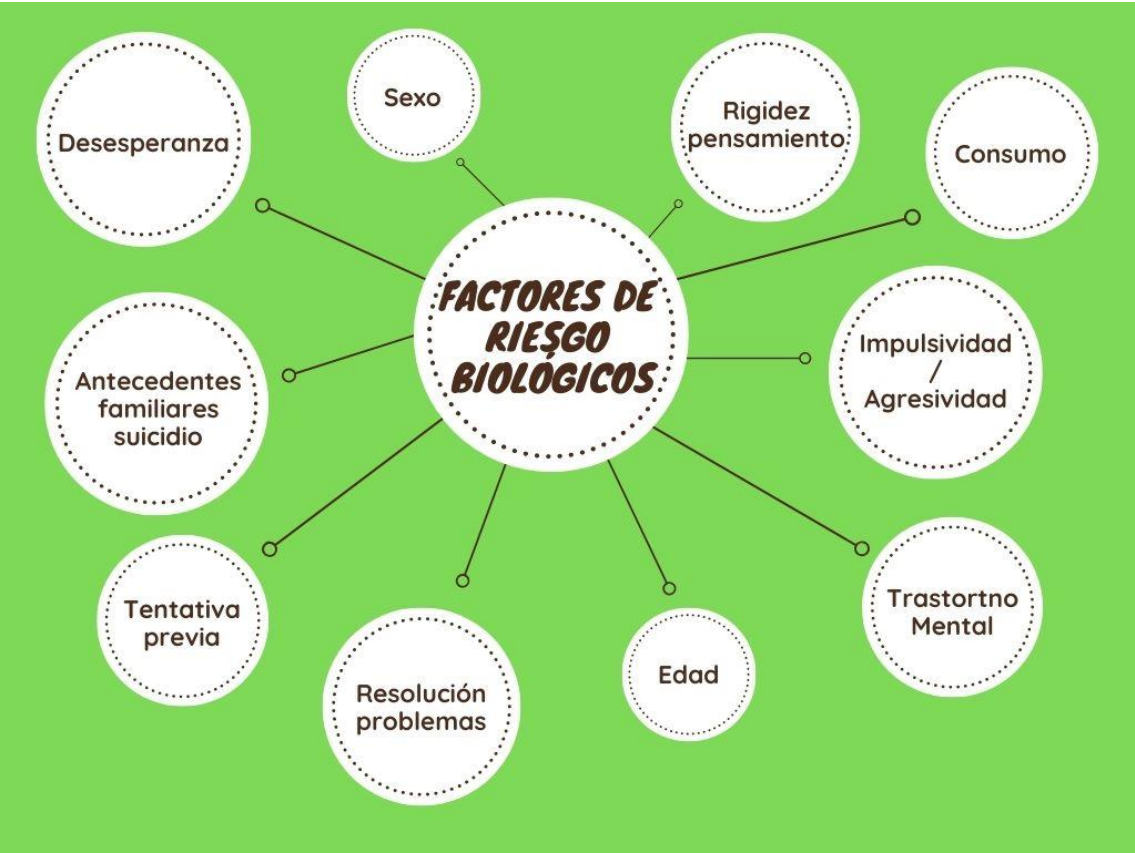 Desesperanza
Sexo
Rigidez
pensamiento
Consumo
FACTORES DE
RIESGO
BIOLÓGICOS
Impulsividad
/
Agresividad
Antecedentes
familiares
suicidio
Tentativa
previa
Resolución
problemas
Edad
Trastortno
Mental